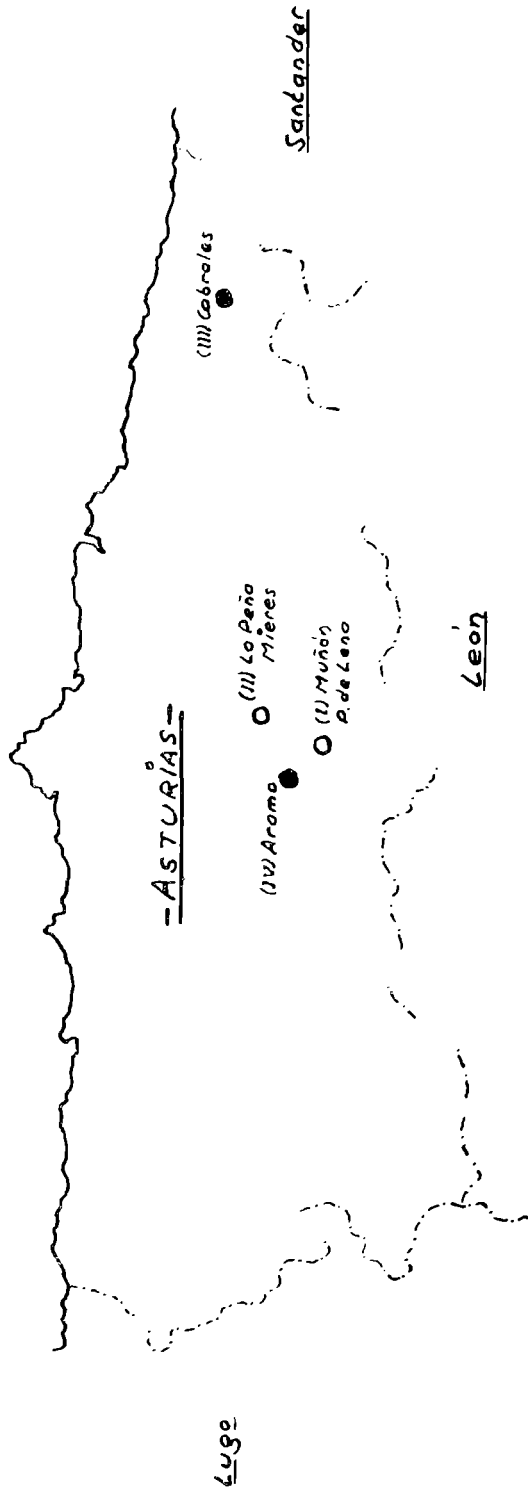 -ASTURIAS-
Santander
(III) Cabrales
(II) La Peña
Mieres
(IV) Aramo
(I) Muñón
P. de Lena
León
Lugo